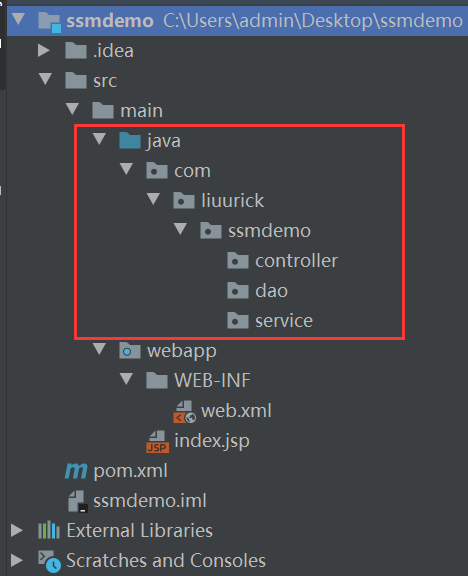 ssmdemo C:\Users\admin\Desktop\ssmdemo
.idea
src
main
java
com
liuurick
ssmdemo
controller
dao
service
webapp
WEB-INF
web.xml
JSP index.jsp
m pom.xml
ssmdemo.iml
External Libraries
Scratches and Consoles